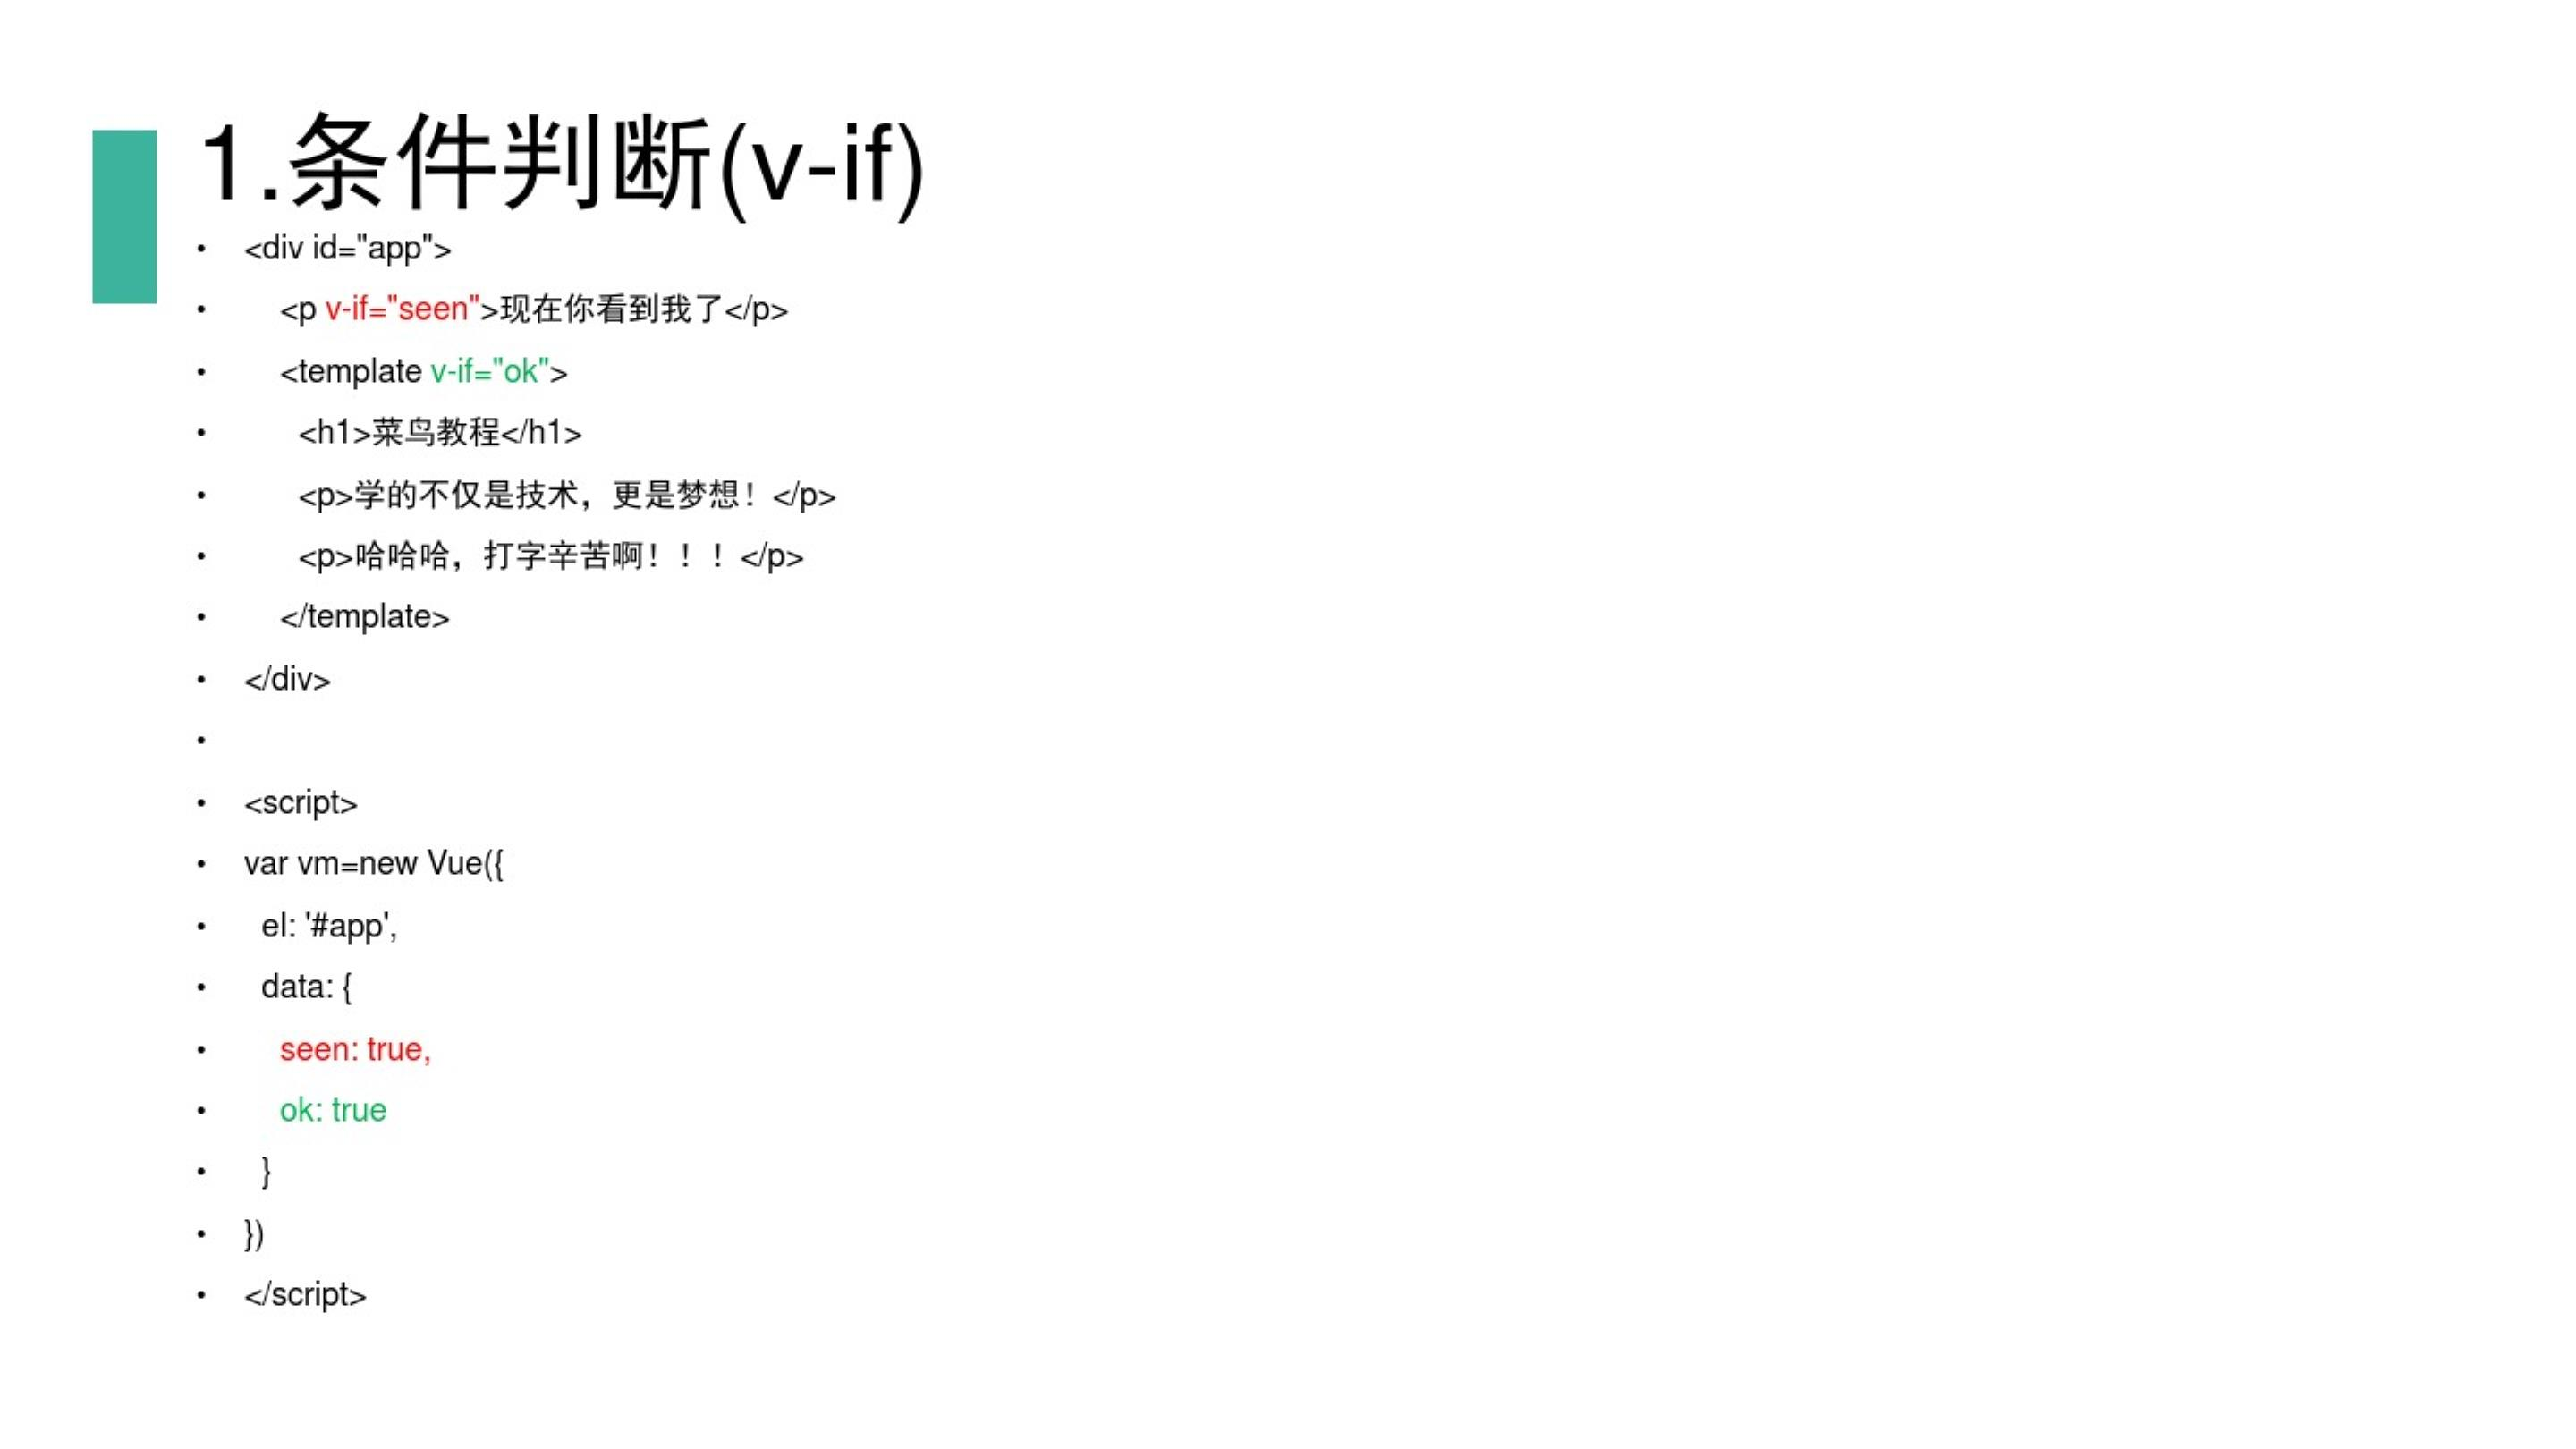 1.条件判断(v-if)
• <div id="app">
•     <p v-if="seen">现在你看到我了</p>
•     <template v-if="ok">
•       <h1>菜鸟教程</h1>
•       <p>学的不仅是技术，更是梦想！</p>
•       <p>哈哈哈，打字辛苦啊！！！</p>
•     </template>
• </div>
•
• <script>
• var vm=new Vue({
•   el: '#app',
•   data: {
•     seen: true,
•     ok: true
•   }
• })
• </script>